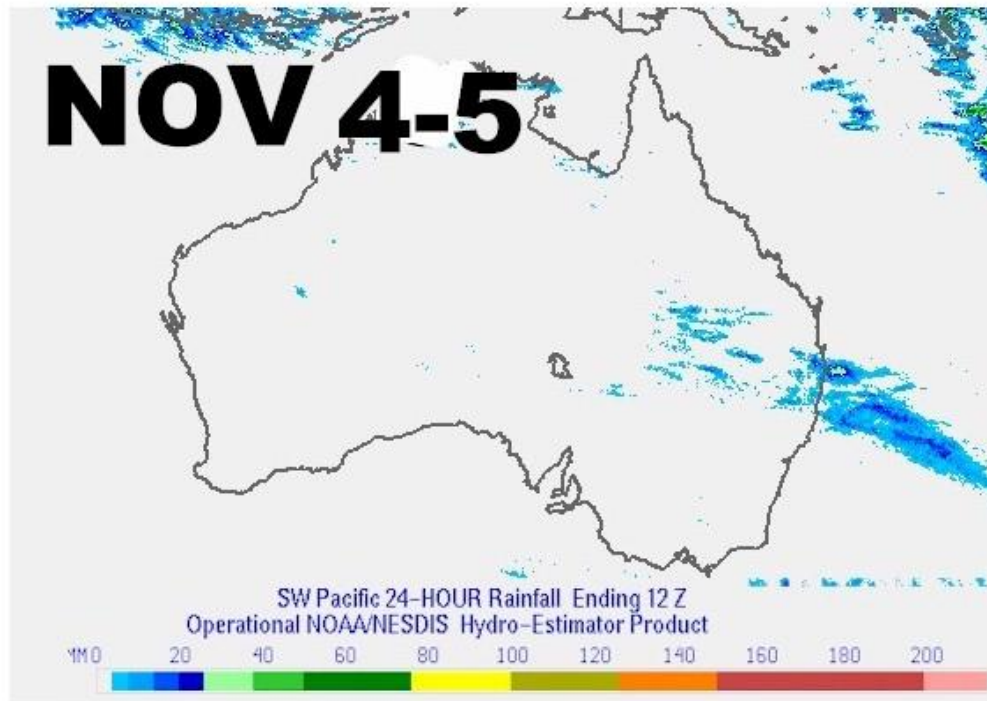 NOV 4-5
SW Pacific 24-HOUR Rainfall Ending 12 Z
Operational NOAA/NESDIS Hydro-Estimator Product
MM 0 20 40 60 80 100 120 140 160 180 200